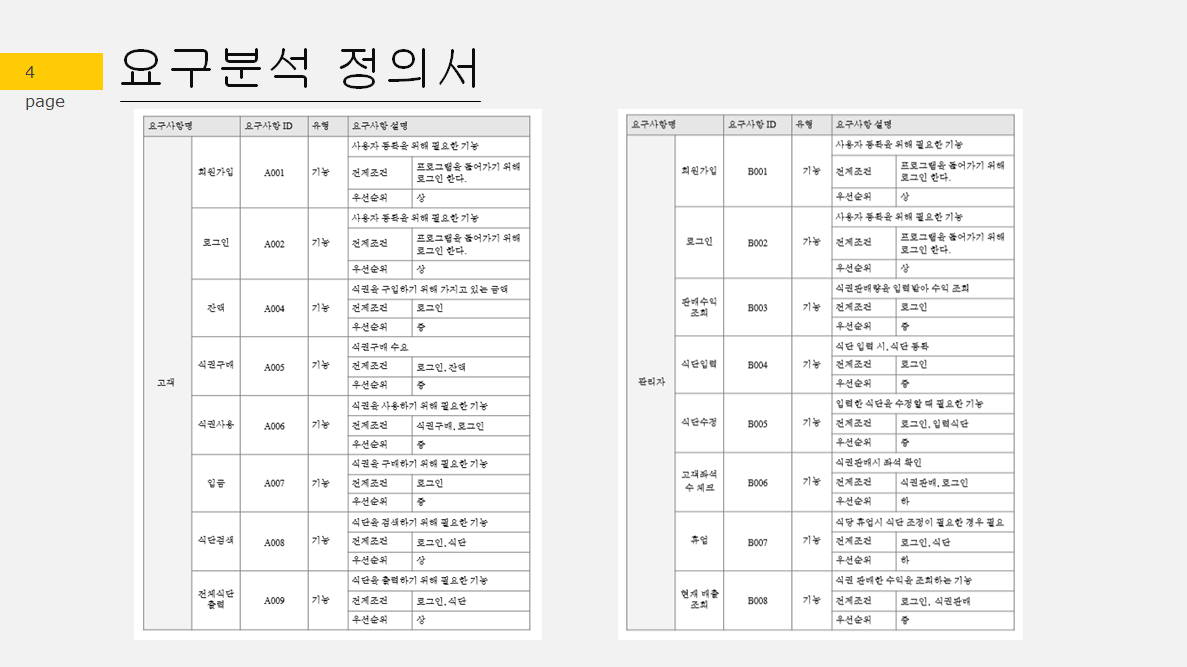 4
page
요구분석 정의서
요구사항명 요구사항 ID 유형 요구사항 설명
고객
회원가입 A001 기능 사용자 등록을 위해 필요한 기능
전제조건 프로그램을 돌어가기 위해
로그인 한다.
우선순위 상
로그인 A002 기능 사용자 등록을 위해 필요한 기능
전제조건 프로그램을 돌어가기 위해
로그인 한다.
우선순위 상
잔액 A004 기능 식권을 구입하기 위해 가지고 있는 금액
전제조건 로그인
우선순위 중
식권구매 A005 기능 식권구매 수요
전제조건 로그인, 잔액
우선순위 중
식권사용 A006 기능 식권을 사용하기 위해 필요한 기능
전제조건 식권구매, 로그인
우선순위 중
입금 A007 기능 식권을 구매하기 위해 필요한 기능
전제조건 로그인
우선순위 중
식단검색 A008 기능 식단을 검색하기 위해 필요한 기능
전제조건 로그인, 식단
우선순위 상
전체식단
출력 A009 기능 식단을 출력하기 위해 필요한 기능
전제조건 로그인, 식단
우선순위 상
요구사항명 요구사항 ID 유형 요구사항 설명
관리자
회원가입 B001 기능 사용자 등록을 위해 필요한 기능
전제조건 프로그램을 돌어가기 위해
로그인 한다.
우선순위 상
로그인 B002 가능 사용자 등록을 위해 필요한 기능
전제조건 프로그램을 돌어가기 위해
로그인 한다.
우선순위 상
판매수익
조회 B003 기능 식권판매량을 입력받아 수익 조회
전제조건 로그인
우선순위 중
식단입력 B004 기능 식단 입력 시, 식단 등록
전제조건 로그인
우선순위 중
식단수정 B005 기능 입력한 식단을 수정할 때 필요한 기능
전제조건 로그인, 입력식단
우선순위 중
고객좌석
수 체크 B006 기능 식권판매시 좌석 확인
전제조건 식권판매, 로그인
우선순위 하
휴업 B007 기능 식당 휴업시 식단 조정이 필요한 경우 필요
전제조건 로그인, 식단
우선순위 하
현재 매출
조회 B008 기능 식권 판매한 수익을 조회하는 기능
전제조건 로그인, 식권판매
우선순위 중